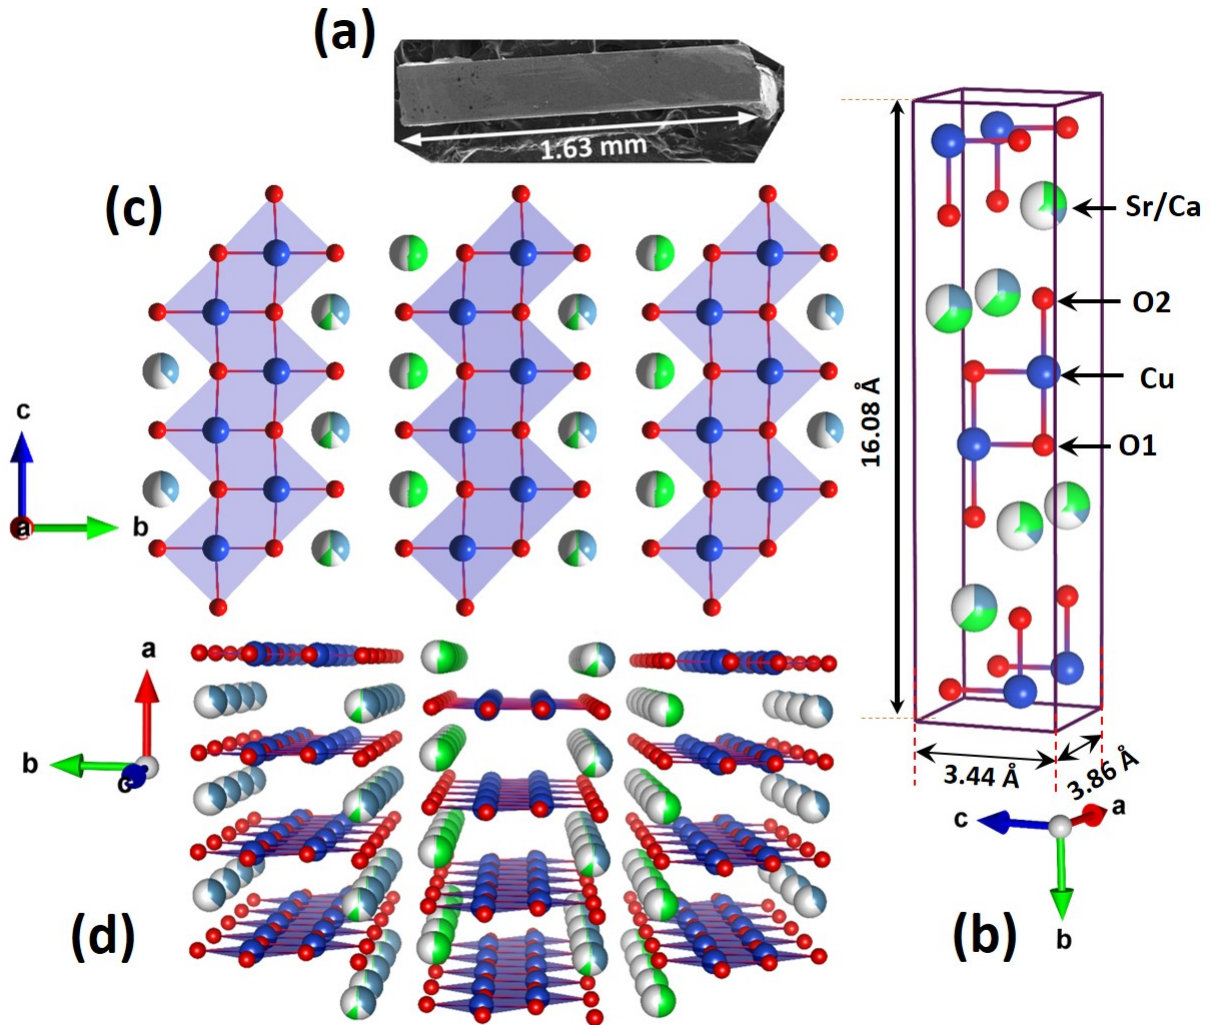 (a)
1.63 mm
(c)
c
a
b
16.08 Å
Sr/Ca
O2
Cu
O1
3.44 Å
3.86 Å
c
a
b
(b)
a
b
c
(d)